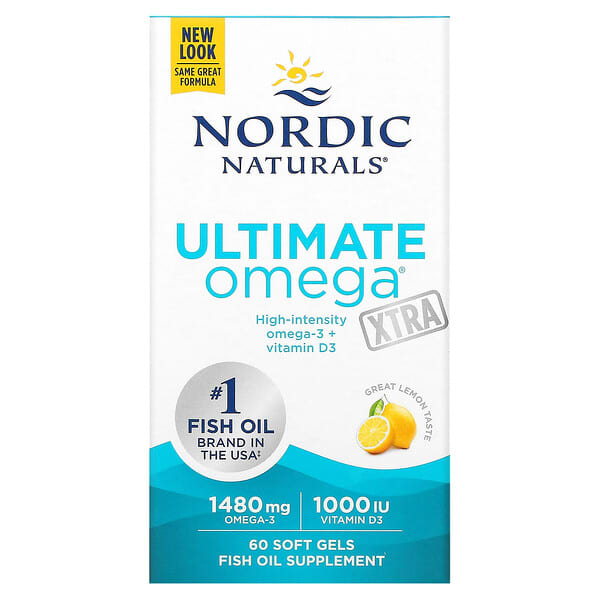 NEW
LOOK
SAME GREAT
FORMULA
NORDIC
NATURALS®
ULTIMATE
omega®
XTRA
High-intensity
omega-3 +
vitamin D3
GREAT LEMON TASTE
#1
FISH OIL
BRAND IN
THE USA‡
1480 mg
OMEGA-3
1000 IU
VITAMIN D3
60 SOFT GELS
FISH OIL SUPPLEMENT